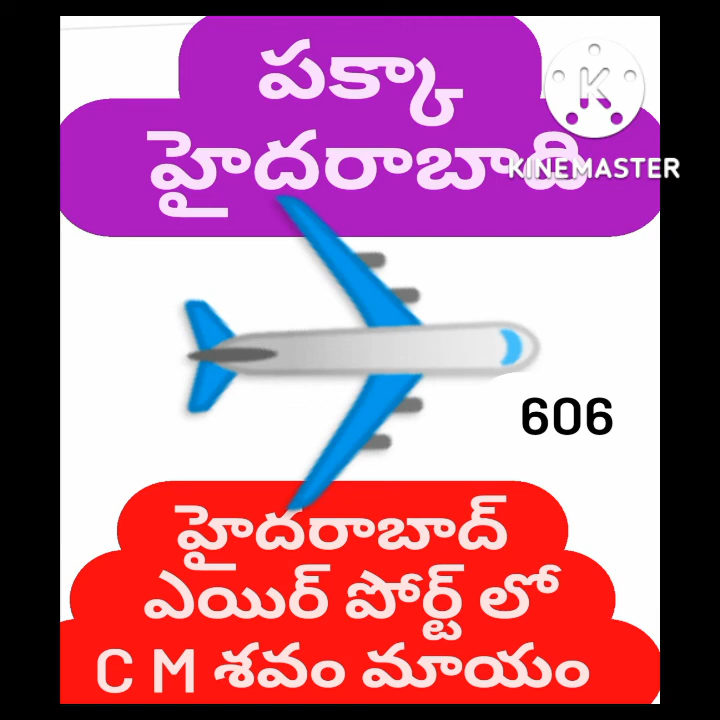 పక్కా
హైదరాబాది
K
KINEMASTER
606
హైదరాబాద్
ఎయిర్ పోర్ట్ లో
C M శవం మాయం